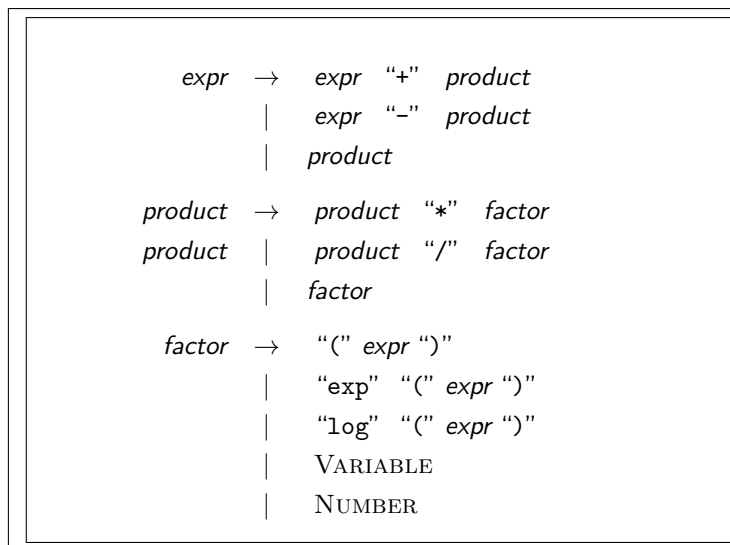 expr → expr “+” product
| expr “-” product
| product
product → product “*” factor
product | product “/” factor
| factor
factor → “(” expr “)”
| “exp” “(” expr “)”
| “log” “(” expr “)”
| VARIABLE
| NUMBER